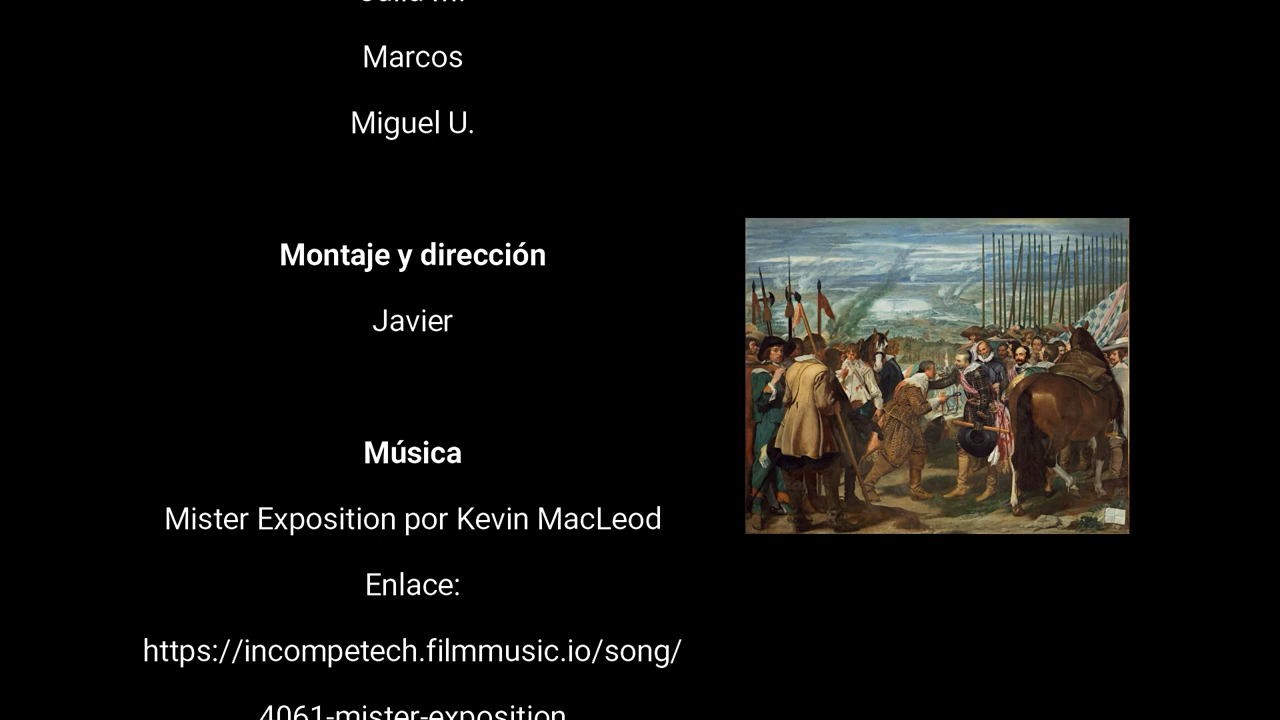 Marcos
Miguel U.
Montaje y dirección
Javier
Música
Mister Exposition por Kevin MacLeod
Enlace:
https://incompetech.filmmusic.io/song/
4061-mister-exposition